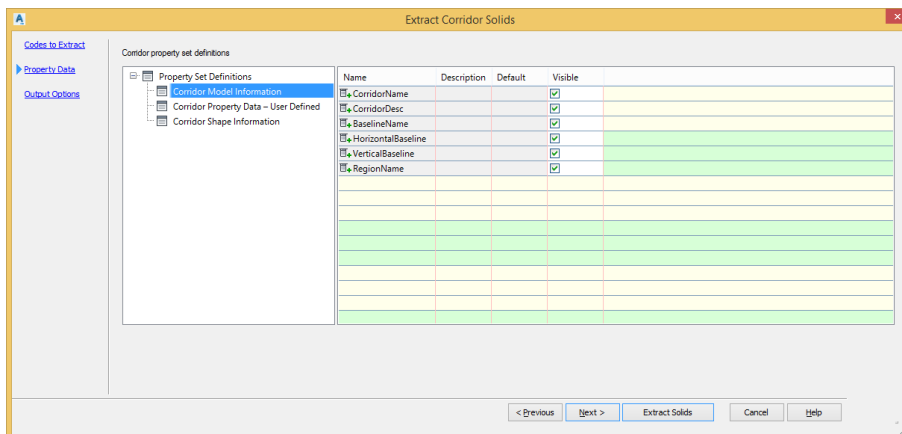 Extract Corridor Solids
Codes to Extract
Property Data
Output Options
Corridor property set definitions
Property Set Definitions
Corridor Model Information
Corridor Property Data – User Defined
Corridor Shape Information
Name Description Default Visible
CorridorName
CorridorDesc
BaselineName
HorizontalBaseline
VerticalBaseline
RegionName
< Previous Next > Extract Solids Cancel Help